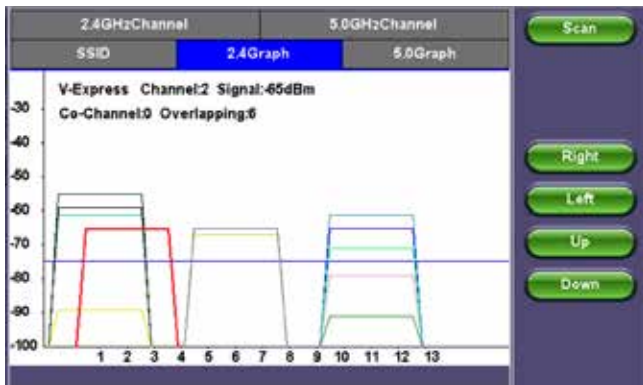 2.4GHzChannel 5.0GHzChannel
Scan
SSID 2.4Graph 5.0Graph
V-Express Channel:2 Signal:-65dBm
Co-Channel:0 Overlapping:6
-30
-40
-50
-60
-70
-80
-90
-100
1 2 3 4 5 6 7 8 9 10 11 12 13
Right
Left
Up
Down